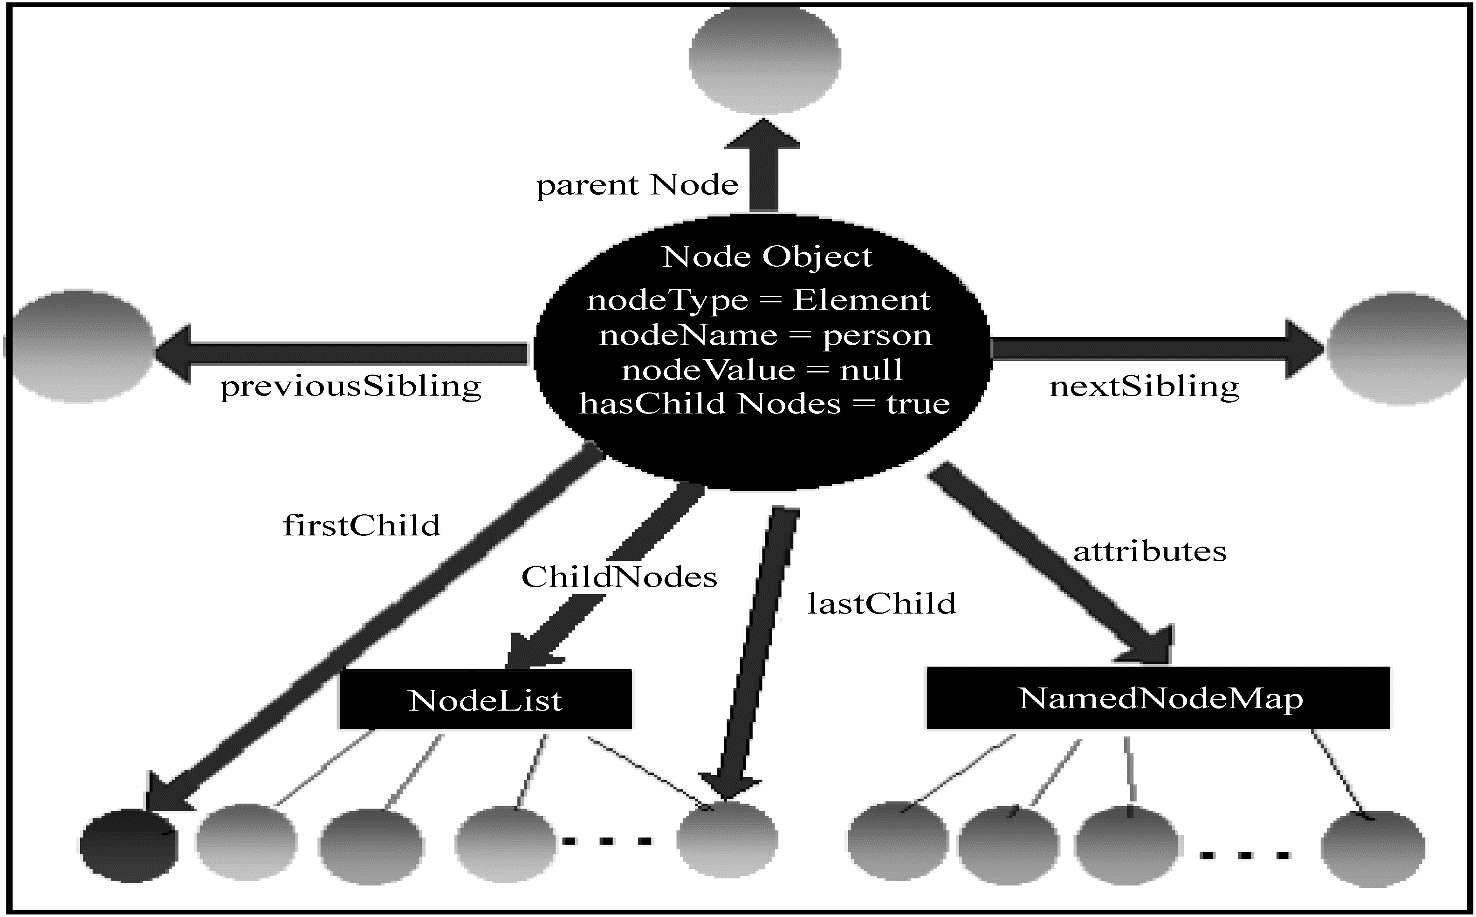 parent Node
Node Object
nodeType = Element
nodeName = person
nodeValue = null
hasChild Nodes = true
previousSibling
nextSibling
firstChild
ChildNodes
lastChild
attributes
NodeList
NamedNodeMap